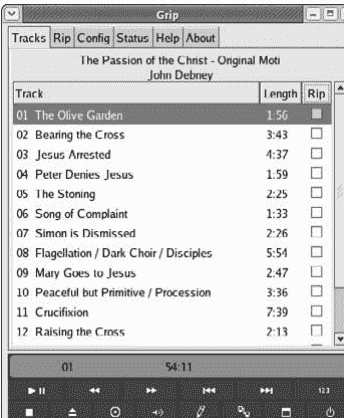 Grip
Tracks Rip Config Status Help About
The Passion of the Christ - Original Moti
John Debney
Track Length Rip
01 The Olive Garden 1:56
02 Bearing the Cross 3:43
03 Jesus Arrested 4:37
04 Peter Denies Jesus 1:59
05 The Stoning 2:25
06 Song of Complaint 1:33
07 Simon is Dismissed 2:26
08 Flagellation / Dark Choir / Disciples 5:54
09 Mary Goes to Jesus 2:47
10 Peaceful but Primitive / Procession 3:36
11 Crucifixion 7:39
12 Raising the Cross 2:13
01 54:11
123